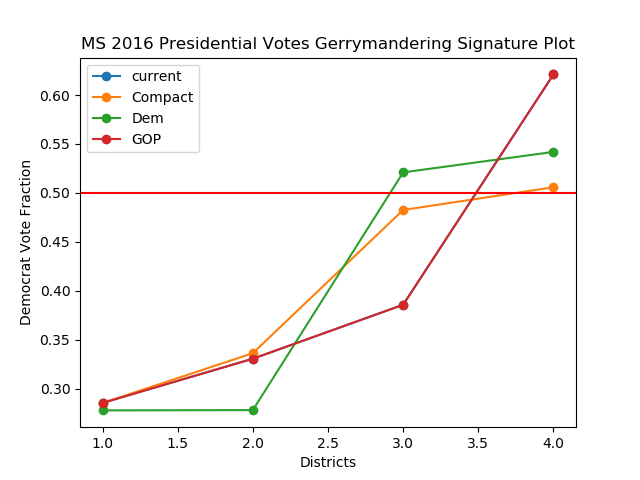 MS 2016 Presidential Votes Gerrymandering Signature Plot
current
Compact
Dem
GOP
0.60
0.55
0.50
0.45
0.40
0.35
0.30
Democrat Vote Fraction
1.0
1.5
2.0
2.5
3.0
3.5
4.0
Districts